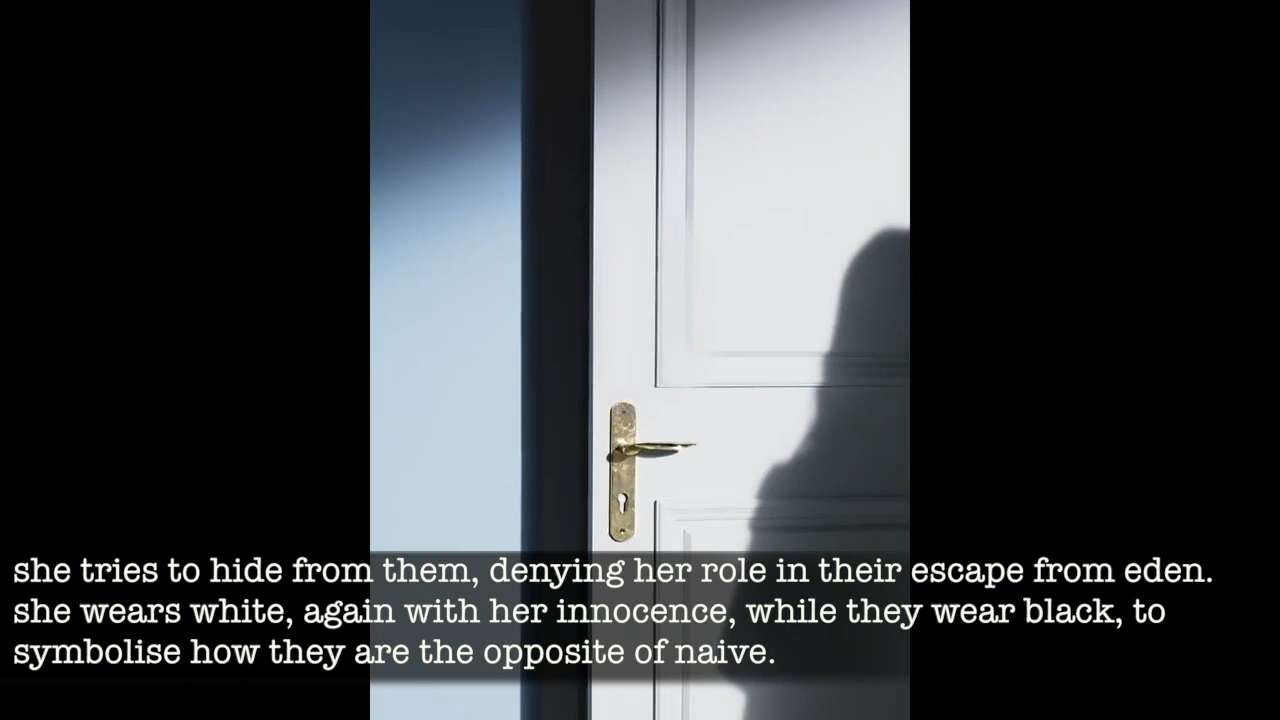 she tries to hide from them, denying her role in their escape from eden.
she wears white, again with her innocence, while they wear black, to
symbolise how they are the opposite of naive.